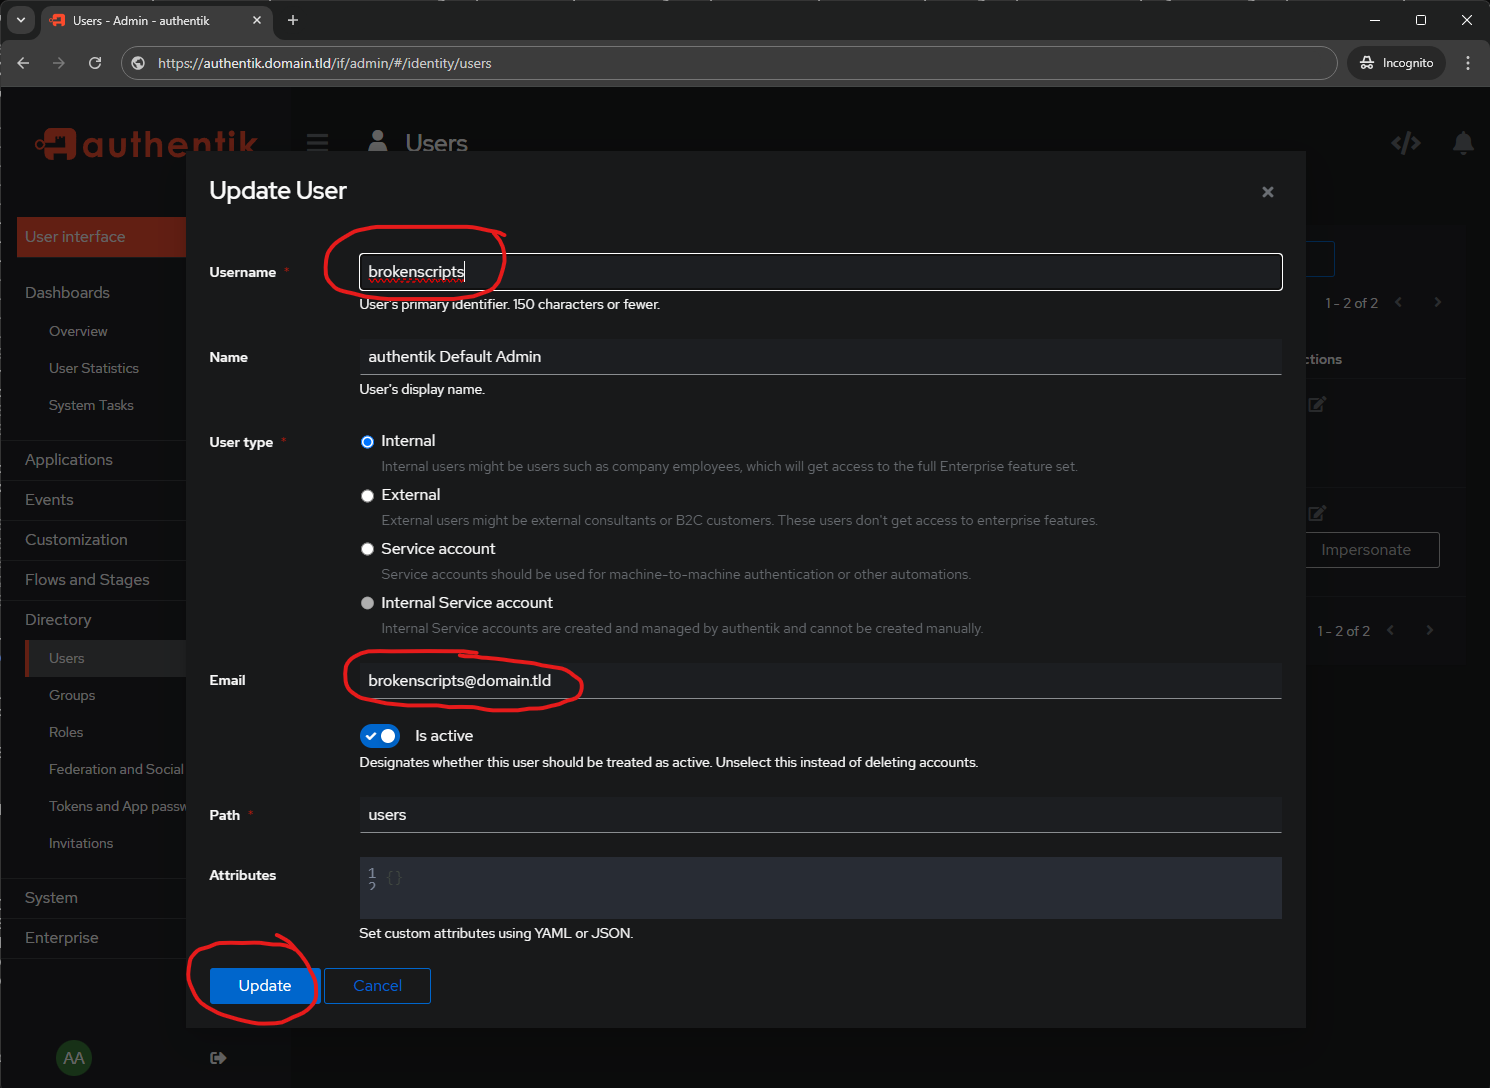 Users - Admin - authentik
https://authentik.domain.tld/if/admin/#/identity/users
Incognito
authentik
Users
User interface
Dashboards
Overview
User Statistics
System Tasks
Applications
Events
Customization
Flows and Stages
Directory
Users
Groups
Roles
Federation and Social
Tokens and App passw
Invitations
System
Enterprise
AA
Update User
Username *
brokenscripts
User's primary identifier. 150 characters or fewer.
Name
authentik Default Admin
User's display name.
User type *
Internal
Internal users might be users such as company employees, which will get access to the full Enterprise feature set.
External
External users might be external consultants or B2C customers. These users don't get access to enterprise features.
Service account
Service accounts should be used for machine-to-machine authentication or other automations.
Internal Service account
Internal Service accounts are created and managed by authentik and cannot be created manually.
Email
brokenscripts@domain.tld
Is active
Designates whether this user should be treated as active. Unselect this instead of deleting accounts.
Path *
users
Attributes
1 {}
2
Set custom attributes using YAML or JSON.
Update
Cancel
1 - 2 of 2
ctions
Impersonate
1 - 2 of 2